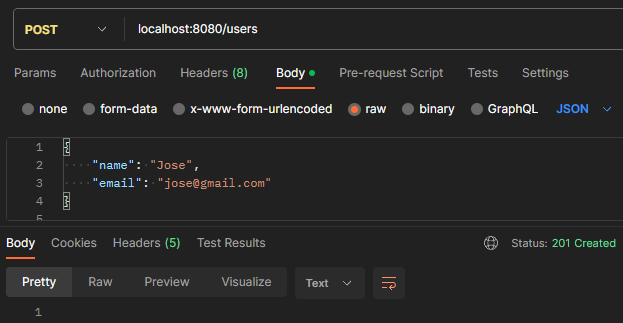 POST localhost:8080/users
Params Authorization Headers (8) Body Pre-request Script Tests Settings
none form-data x-www-form-urlencoded raw binary GraphQL JSON
1 {
2 "name": "Jose",
3 "email": "jose@gmail.com"
4 }
5
Body Cookies Headers (5) Test Results Status: 201 Created
Pretty Raw Preview Visualize Text
1